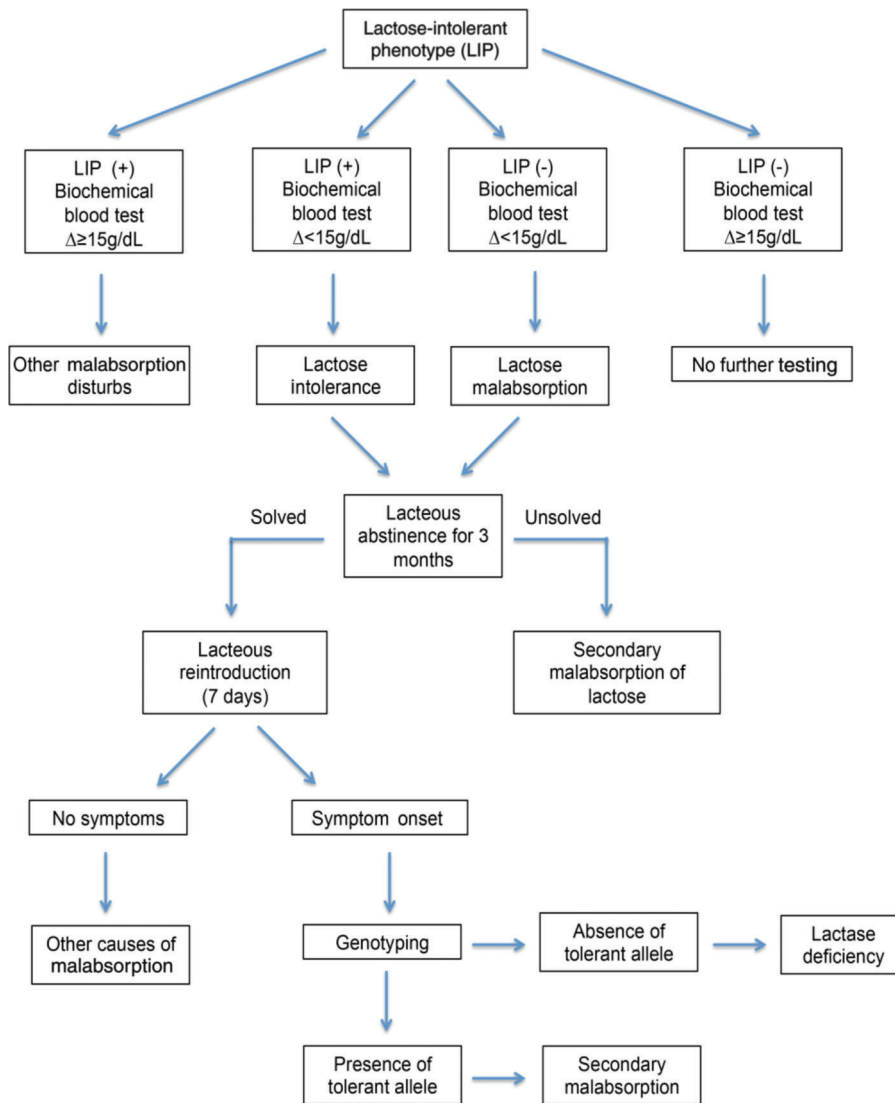 Lactose-intolerant
phenotype (LIP)
LIP (+)
Biochemical
blood test
Δ≥15g/dL
LIP (+)
Biochemical
blood test
Δ<15g/dL
LIP (-)
Biochemical
blood test
Δ<15g/dL
LIP (-)
Biochemical
blood test
Δ≥15g/dL
Other malabsorption
disturbs
Lactose
intolerance
Lactose
malabsorption
No further testing
Solved
Lacteous
abstinence for 3
months
Unsolved
Lacteous
reintroduction
(7 days)
Secondary
malabsorption of
lactose
No symptoms
Symptom onset
Other causes of
malabsorption
Genotyping
Absence of
tolerant allele
Lactase
deficiency
Presence of
tolerant allele
Secondary
malabsorption